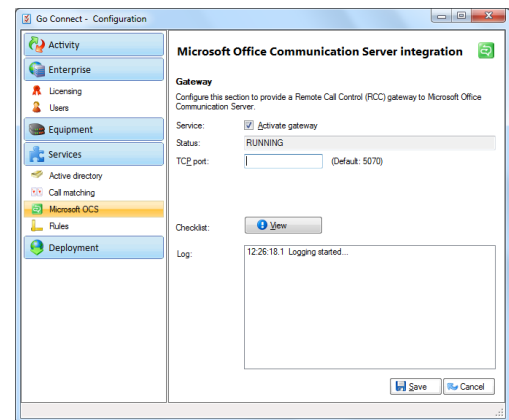 Go Connect - Configuration
Activity
Enterprise
Licensing
Users
Equipment
Services
Active directory
Call matching
Microsoft OCS
Rules
Deployment
Microsoft Office Communication Server integration
Gateway
Configure this section to provide a Remote Call Control (RCC) gateway to Microsoft Office
Communication Server.
Service: Activate gateway
Status: RUNNING
TCP port: (Default: 5070)
Checklist: View
Log: 12:26:18.1 Logging started...
Save Cancel